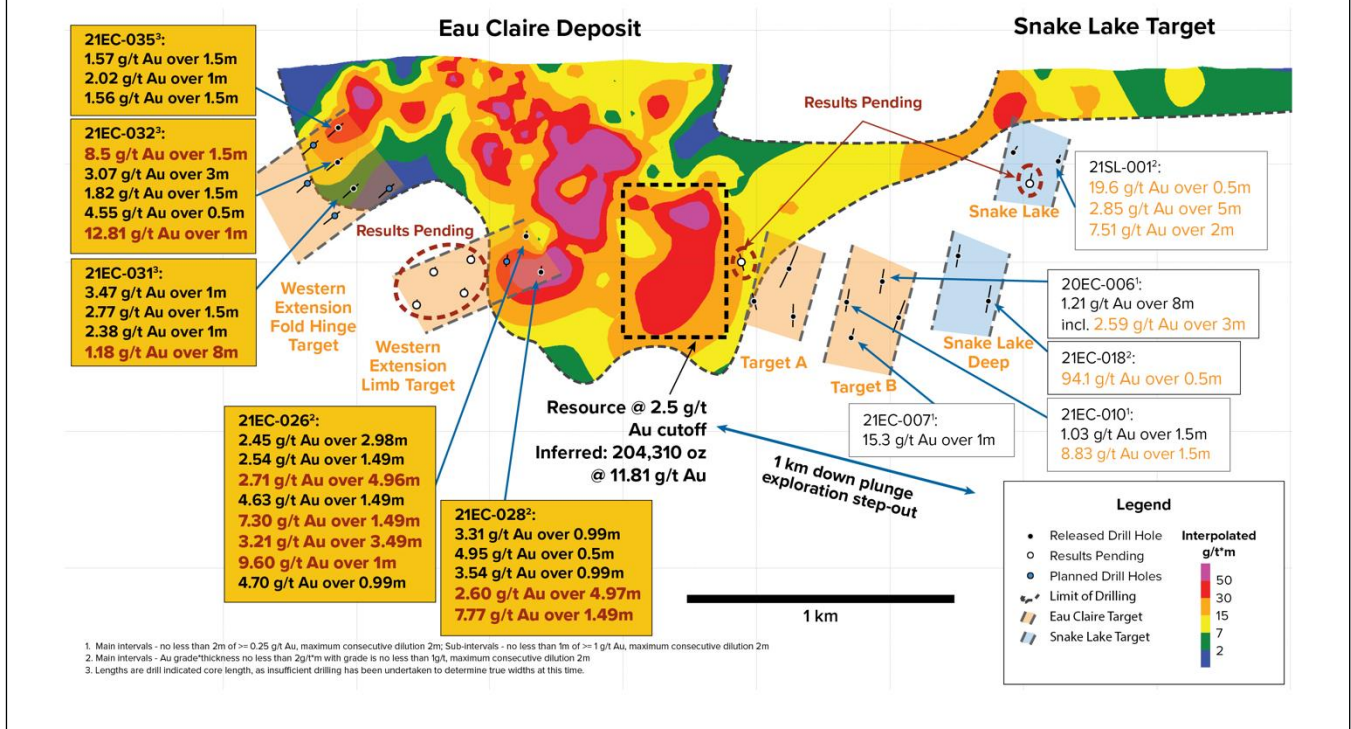 Eau Claire Deposit
Snake Lake Target
21EC-035³:
1.57 g/t Au over 1.5m
2.02 g/t Au over 1m
1.56 g/t Au over 1.5m
21EC-032³:
8.5 g/t Au over 1.5m
3.07 g/t Au over 3m
1.82 g/t Au over 1.5m
4.55 g/t Au over 0.5m
12.81 g/t Au over 1m
21EC-031³:
3.47 g/t Au over 1m
2.77 g/t Au over 1.5m
2.38 g/t Au over 1m
1.18 g/t Au over 8m
Western
Extension
Fold Hinge
Target
Results Pending
Western
Extension
Limb Target
Results Pending
Snake Lake
21SL-001²:
19.6 g/t Au over 0.5m
2.85 g/t Au over 5m
7.51 g/t Au over 2m
20EC-006¹:
1.21 g/t Au over 8m
incl. 2.59 g/t Au over 3m
Snake Lake
Deep
21EC-018²:
94.1 g/t Au over 0.5m
Target A
Target B
21EC-007¹:
15.3 g/t Au over 1m
21EC-010¹:
1.03 g/t Au over 1.5m
8.83 g/t Au over 1.5m
Resource @ 2.5 g/t
Au cutoff
Inferred: 204,310 oz
@ 11.81 g/t Au
1 km down plunge
exploration step-out
21EC-026²:
2.45 g/t Au over 2.98m
2.54 g/t Au over 1.49m
2.71 g/t Au over 4.96m
4.63 g/t Au over 1.49m
7.30 g/t Au over 1.49m
3.21 g/t Au over 3.49m
9.60 g/t Au over 1m
4.70 g/t Au over 0.99m
21EC-028²:
3.31 g/t Au over 0.99m
4.95 g/t Au over 0.5m
3.54 g/t Au over 0.99m
2.60 g/t Au over 4.97m
7.77 g/t Au over 1.49m
1 km
Legend
Released Drill Hole
Results Pending
Planned Drill Holes
Limit of Drilling
Eau Claire Target
Snake Lake Target
Interpolated
g/t*m
50
30
15
7
2
1. Main intervals - no less than 2m of >= 0.25 g/t Au, maximum consecutive dilution 2m; Sub-intervals - no less than 1m of >= 1 g/t Au, maximum consecutive dilution 2m
2. Main intervals - Au grade*thickness no less than 2g/t*m with grade is no less than 1g/t, maximum consecutive dilution 2m
3. Lengths are drill indicated core length, as insufficient drilling has been undertaken to determine true widths at this time.